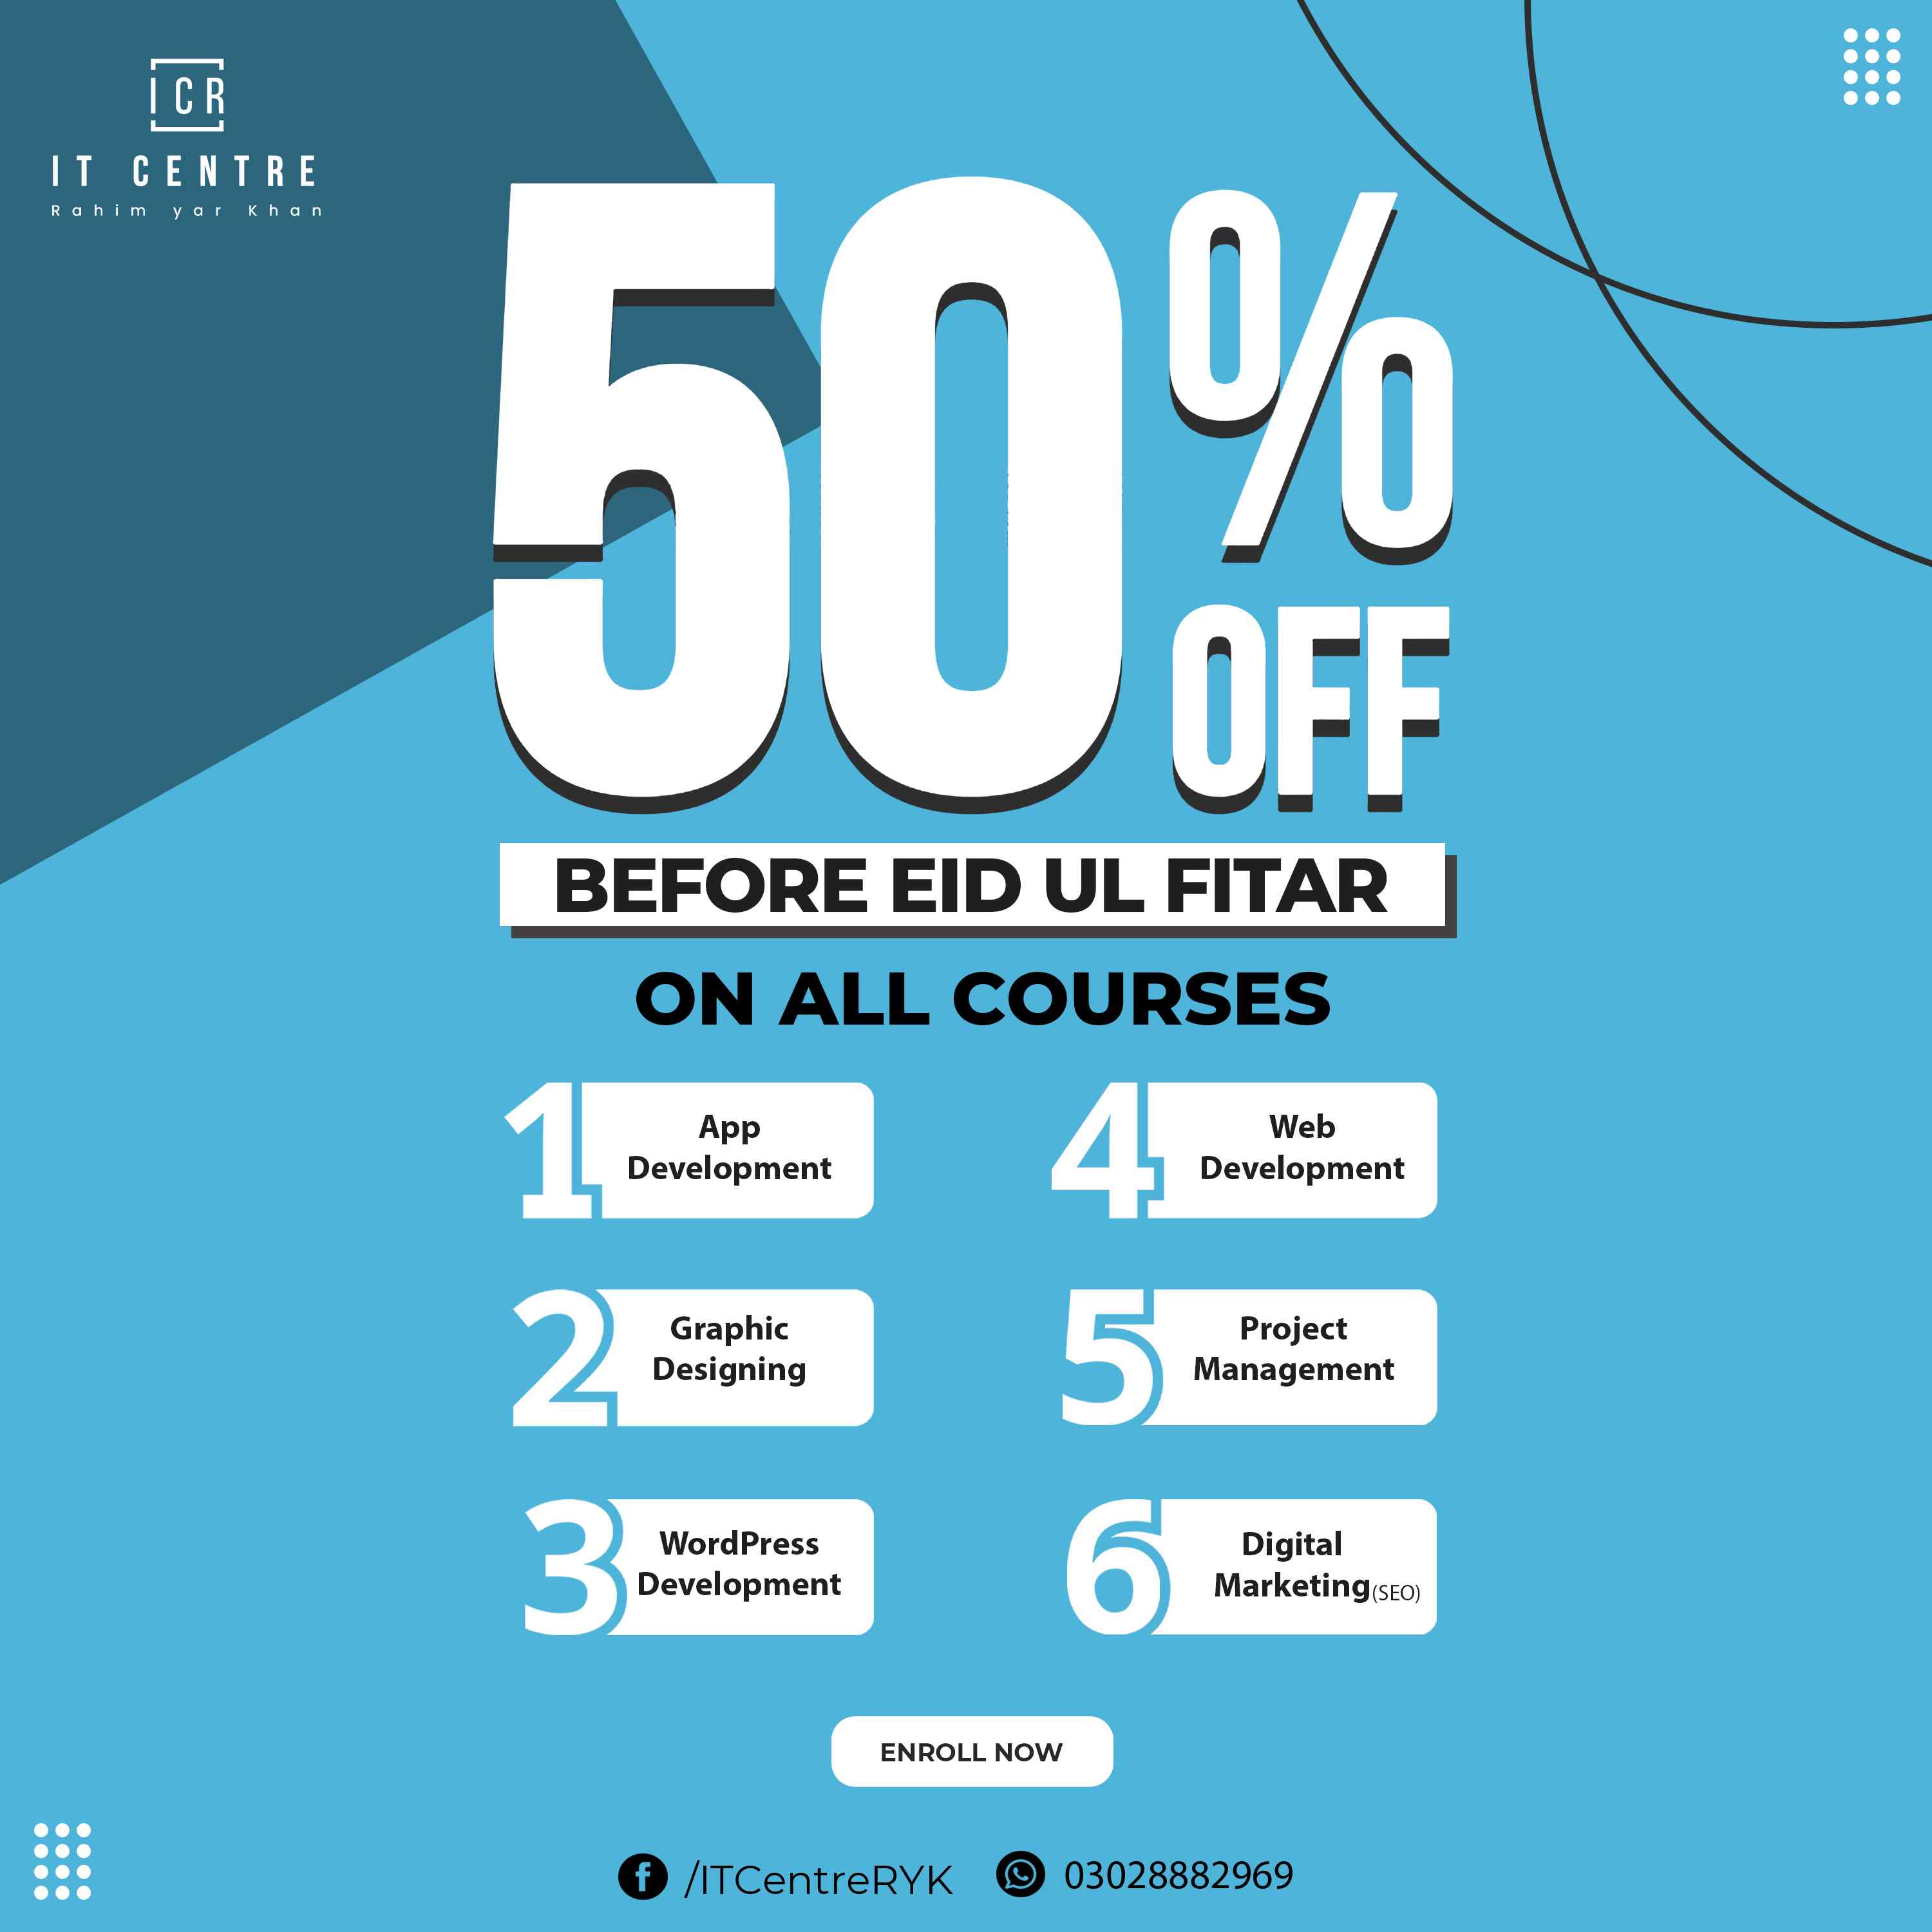 ICR
IT CENTRE
Rahim yar Khan
50%
OFF
BEFORE EID UL FITAR
ON ALL COURSES
1 App
Development
2 Graphic
Designing
3 WordPress
Development
4 Web
Development
5 Project
Management
6 Digital
Marketing(SEO)
ENROLL NOW
/ITCentreRYK
03028882969